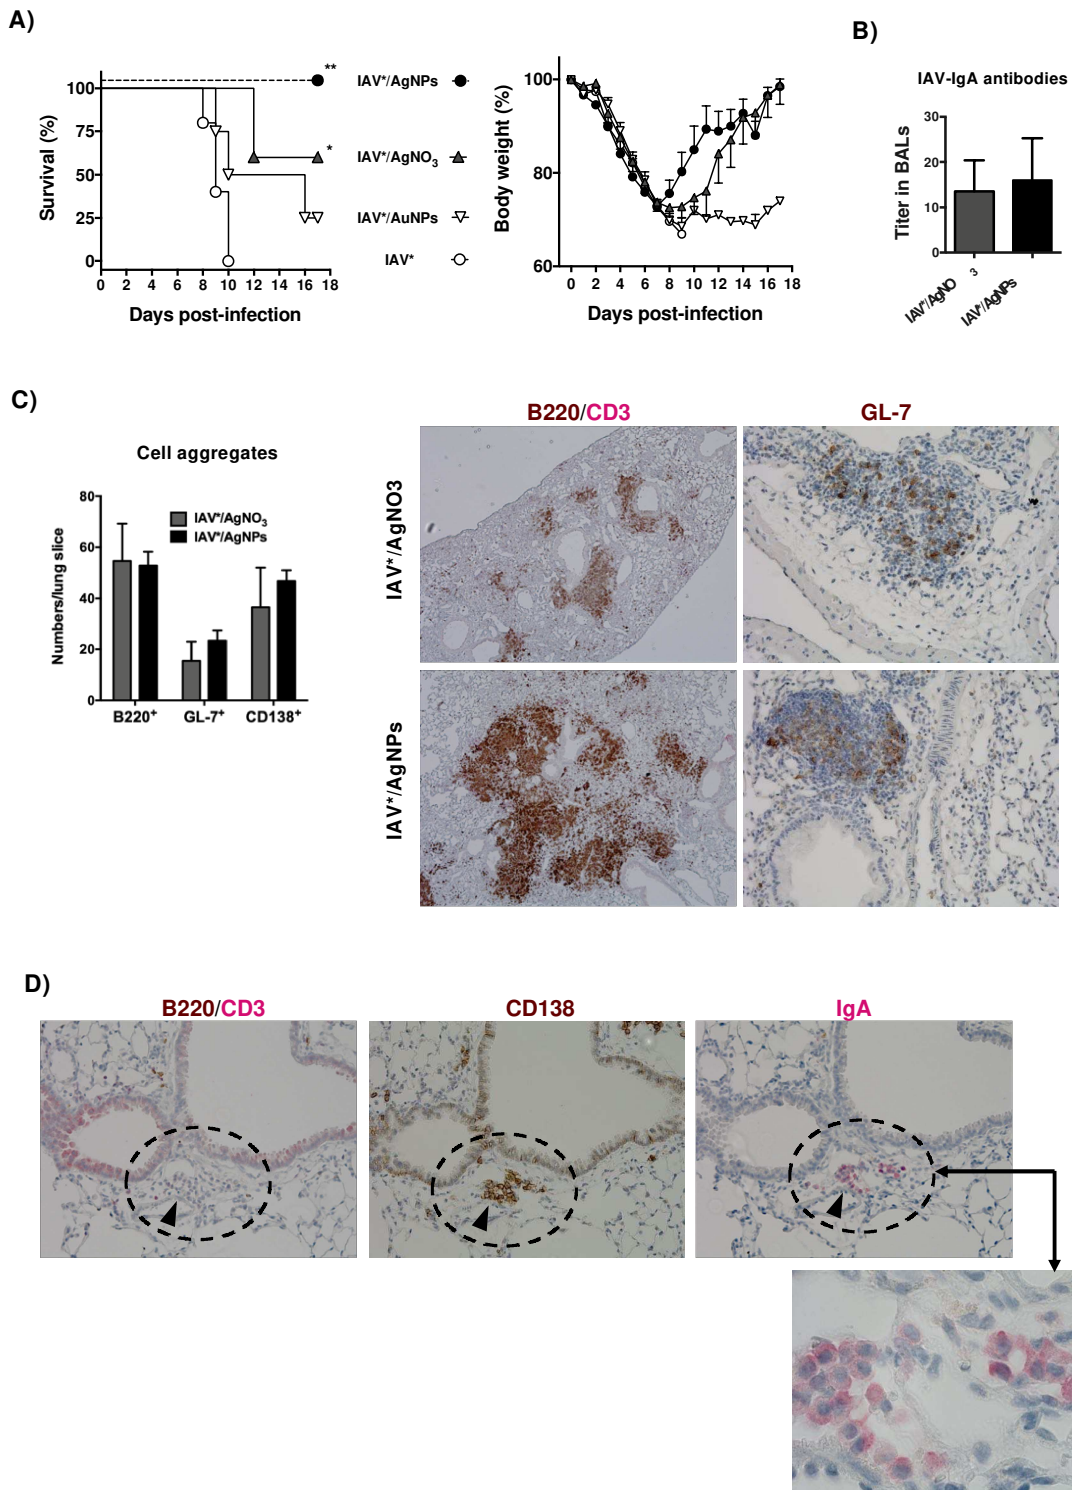 A)
B)
IAV-IgA antibodies
Survival (%)
100
75
50
25
0
0 2 4 6 8 10 12 14 16 18
Days post-infection
**
*
IAV*/AgNPs
IAV*/AgNO3
IAV*/AuNPs
IAV*
Body weight (%)
100
80
60
0 2 4 6 8 10 12 14 16 18
Days post-infection
Titer in BALs
30
20
10
0
IAV*/AgNO3
IAV*/AgNPs
C)
Cell aggregates
Numbers/lung slice
80
60
40
20
0
IAV*/AgNO3
IAV*/AgNPs
B220+ GL-7+ CD138+
B220/CD3 GL-7
IAV*/AgNO3
IAV*/AgNPs
D)
B220/CD3 CD138 IgA